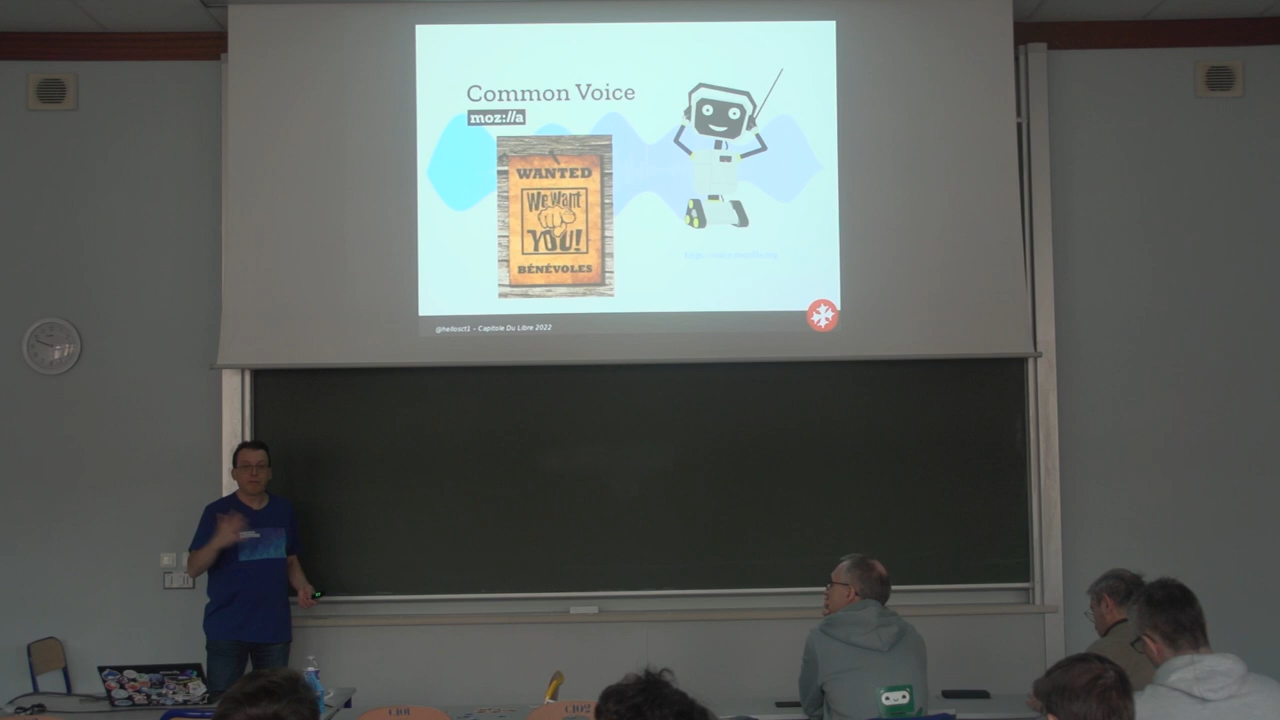 Common Voice
moz://a
WANTED
We Want
YOU!
BÉNÉVOLES
@hellosct1 - Capitole Du Libre 2022